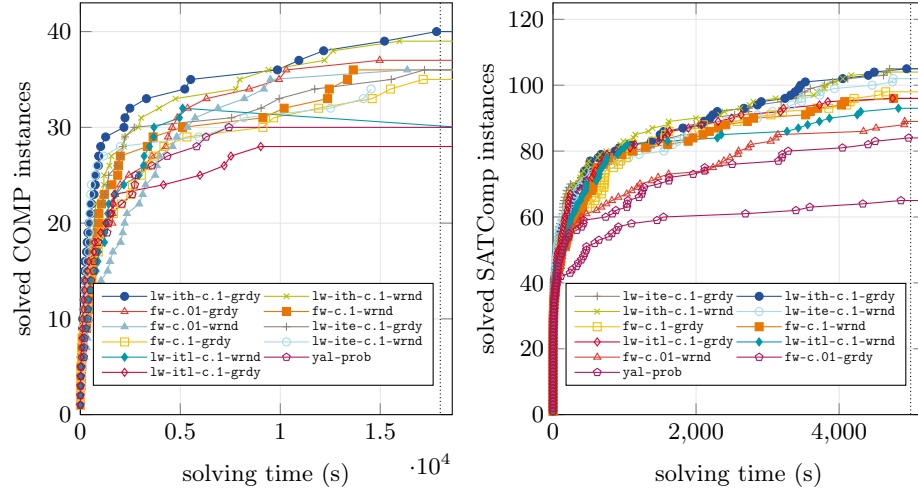 solved COMP instances
40
30
20
10
0
lw-ith-c.1-grdy lw-ith-c.1-wrnd
fw-c.01-grdy fw-c.1-wrnd
fw-c.01-wrnd lw-ite-c.1-grdy
fw-c.1-grdy lw-ite-c.1-wrnd
lw-itl-c.1-wrnd yal-prob
lw-itl-c.1-grdy
0 0.5 1 1.5
·10^4
solving time (s)
solved SATComp instances
120
100
80
60
40
20
0
lw-ite-c.1-grdy lw-ith-c.1-grdy
lw-ith-c.1-wrnd lw-ite-c.1-wrnd
fw-c.1-grdy fw-c.1-wrnd
lw-itl-c.1-grdy lw-itl-c.1-wrnd
fw-c.01-wrnd fw-c.01-grdy
yal-prob
0 2,000 4,000
solving time (s)